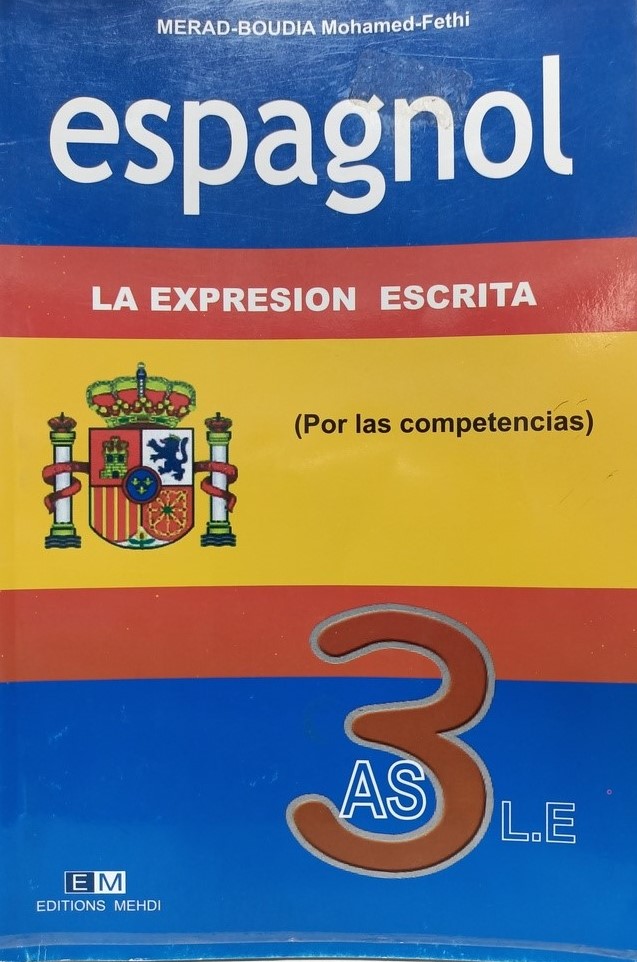 MERAD-BOUDIA Mohamed-Fethi
espagnol
LA EXPRESION ESCRITA
(Por las competencias)
3
AS
L.E
EM
EDITIONS MEHDI